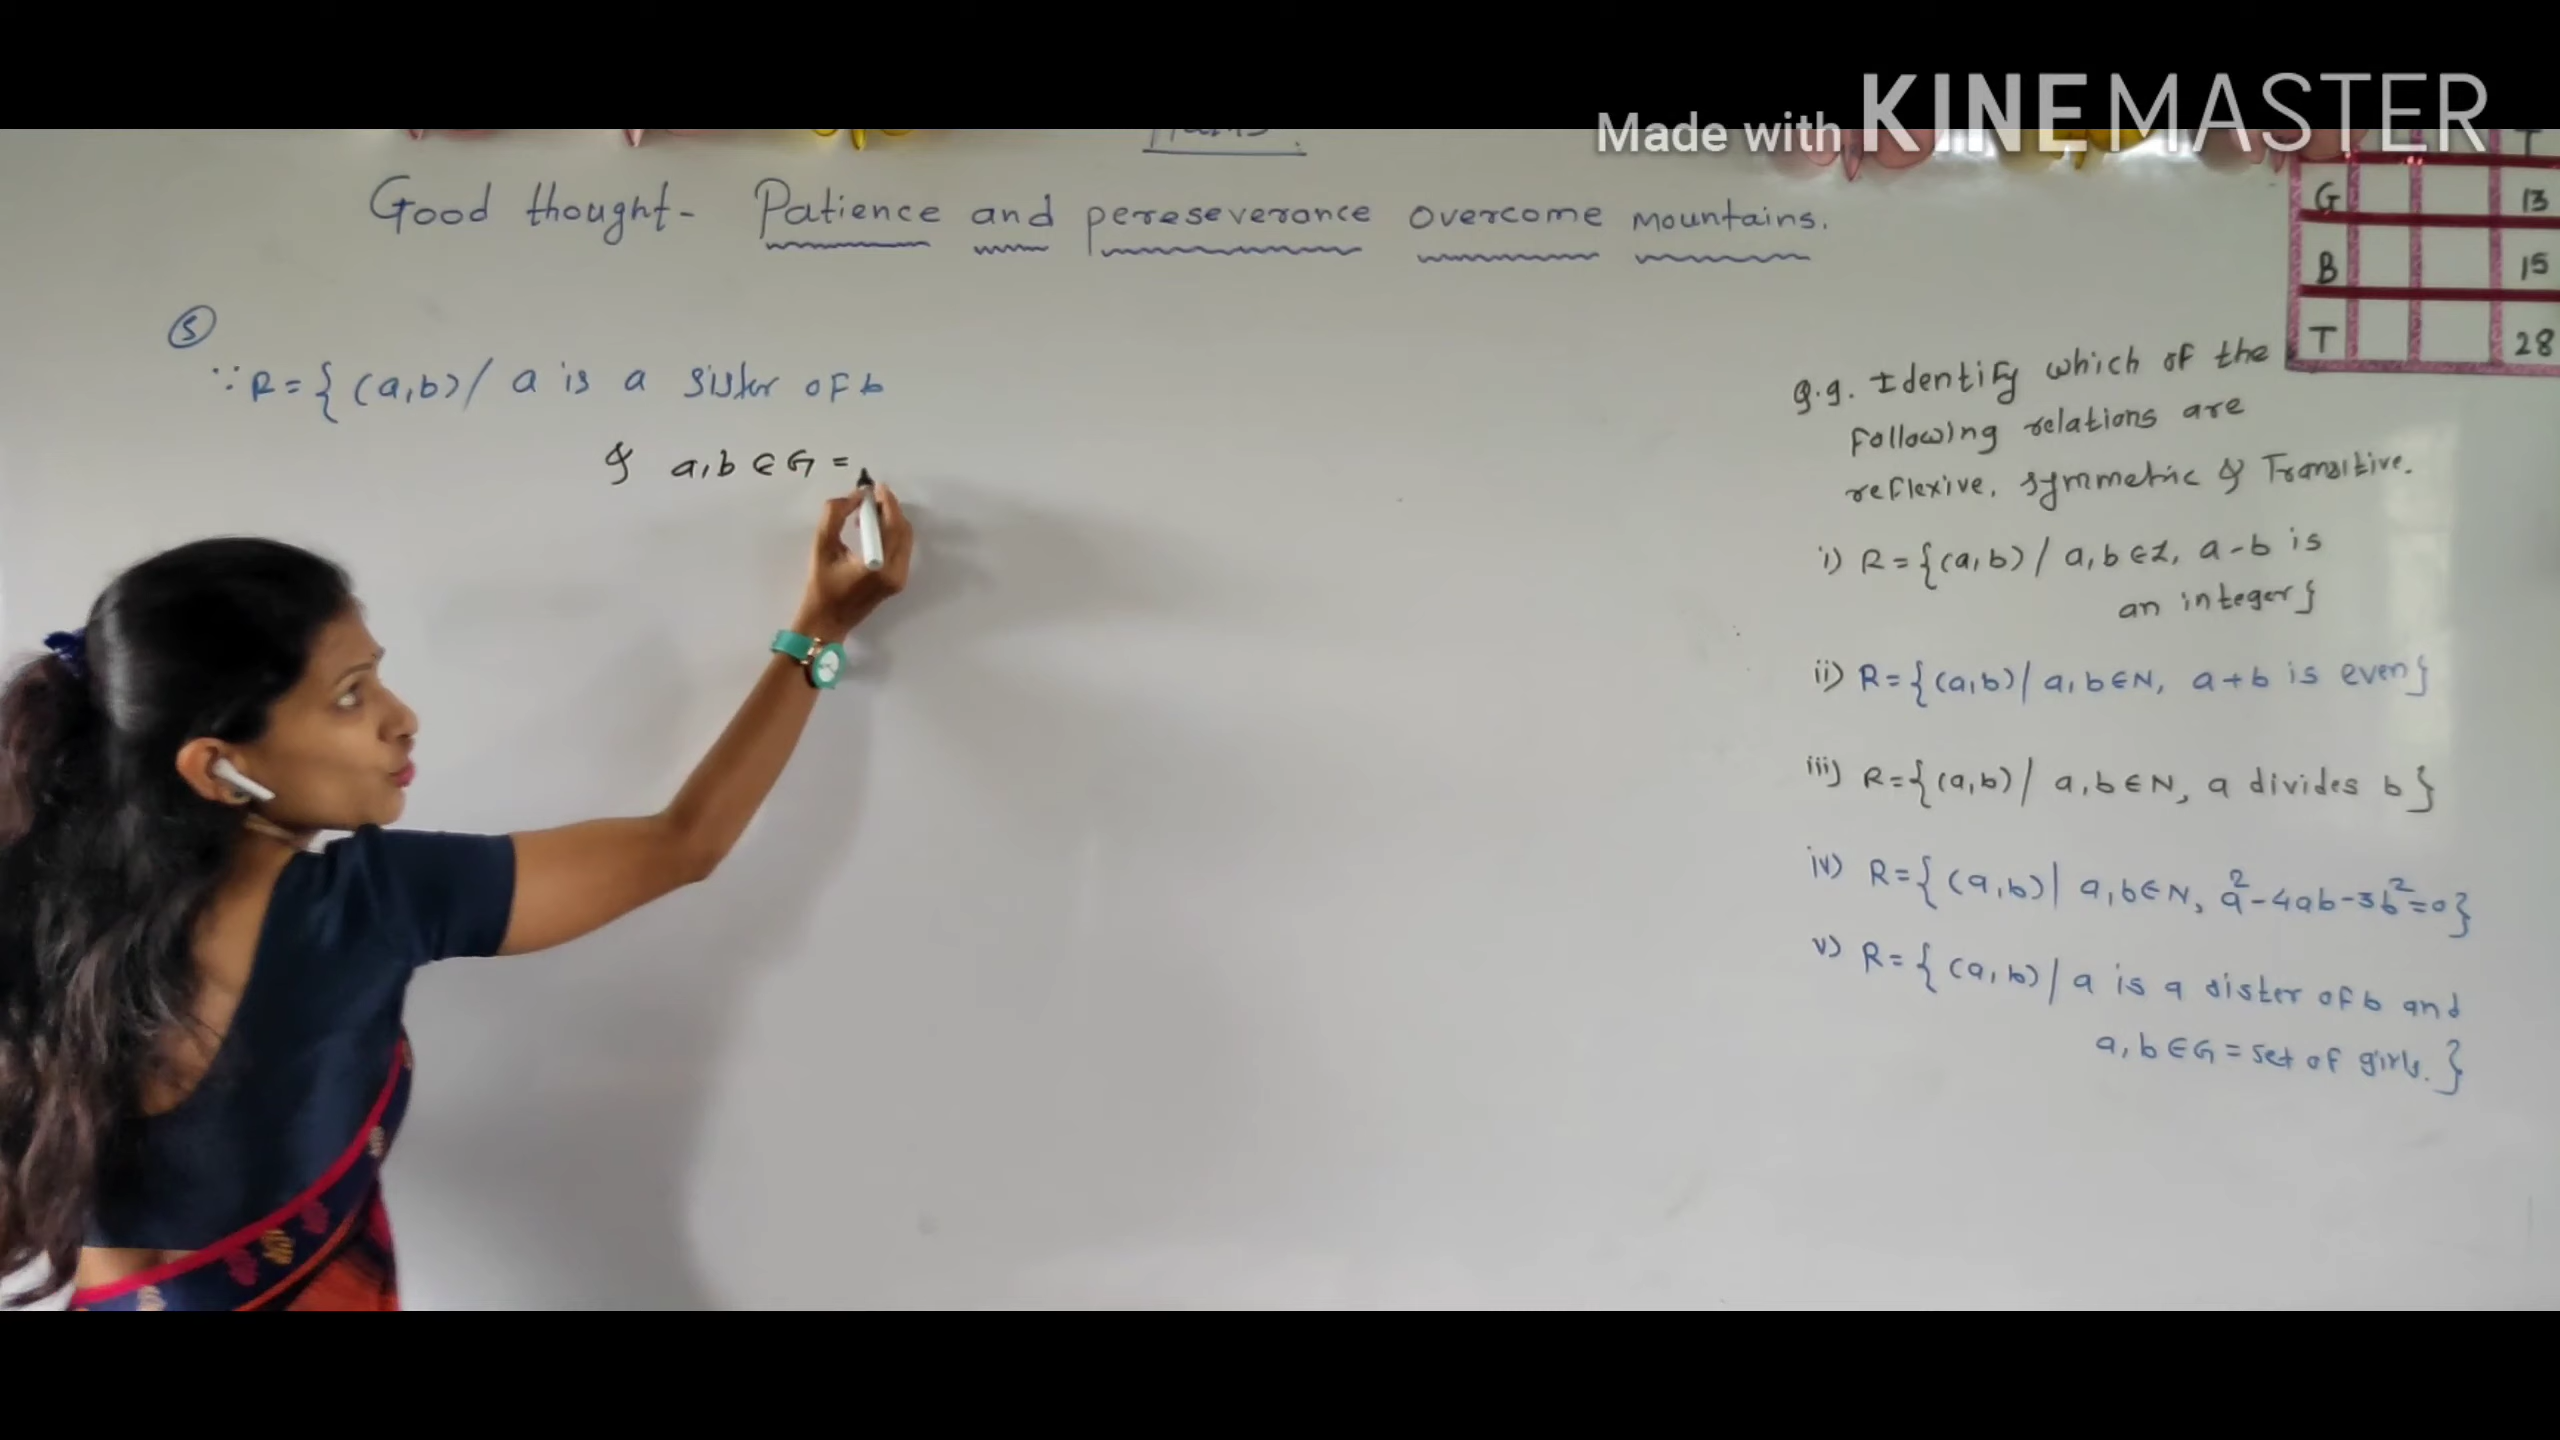 Made with KINEMASTER
Good thought- Patience and pereseverance overcome mountains.
T
G 13
B 15
T 28
5
∵ R = { (a,b) / a is a sister of b
& a,b ∈ G =
Q.9. Identify which of the
following relations are
reflexive, symmetric & Transitive.
i) R = {(a,b) / a, b ∈ Z, a-b is
an integer}
ii) R = {(a,b) / a, b ∈ N, a+b is even}
iii) R = {(a,b) / a, b ∈ N, a divides b}
iv) R = {(a,b) | a, b ∈ N, a²-4ab-3b²=0}
v) R = { (a,b) / a is a sister of b and
a, b ∈ G = set of girls. }